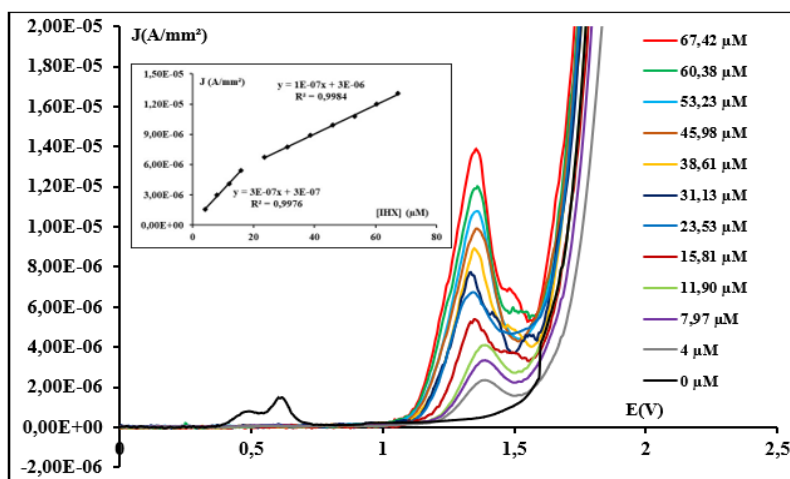 2,00E-05
J(A/mm²)
1,80E-05
1,60E-05
1,40E-05
1,20E-05
1,00E-05
8,00E-06
6,00E-06
4,00E-06
2,00E-06
0,00E+00
-2,00E-06
1,50E-05
J (A/mm²)
1,20E-05
9,00E-06
6,00E-06
3,00E-06
0,00E+00
y = 1E-07x + 3E-06
R² = 0,9984
y = 3E-07x + 3E-07
R² = 0,9976
[IHX] (µM)
0 20 40 60 80
67,42 µM
60,38 µM
53,23 µM
45,98 µM
38,61 µM
31,13 µM
23,53 µM
15,81 µM
11,90 µM
7,97 µM
4 µM
0 µM
E(V)
0 0,5 1 1,5 2 2,5